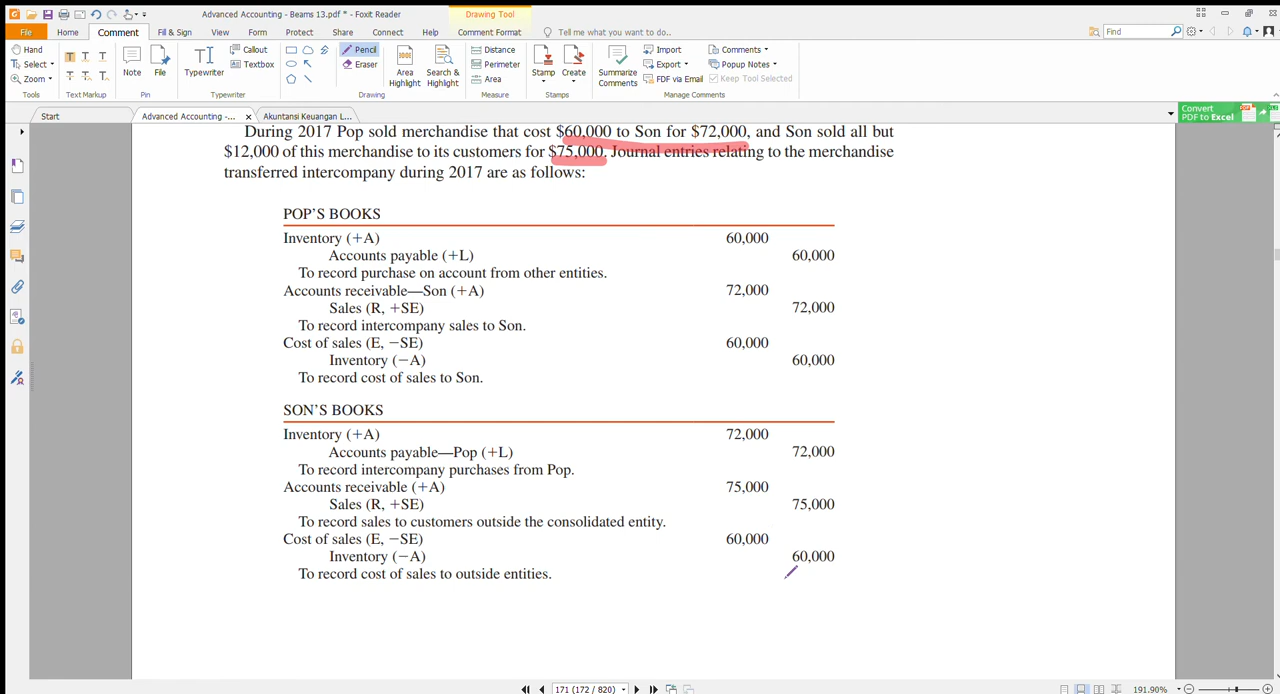 Advanced Accounting - Beams 13.pdf * - Foxit Reader
Drawing Tool
File Home Comment View Form Protect Share Connect Help Comment Format
Fill & Sign
Tell me what you want to do..
Find
Hand
Select
Zoom
Tools
T T T
T T T
Text Markup
Note
File
Pin
Typewriter
Callout
Textbox
Typewriter
Pencil
Eraser
Area Highlight
Search & Highlight
Drawing
Distance
Perimeter
Area
Measure
Stamp
Create
Stamps
Summarize Comments
Import
Export
FDF via Email
Comments
Popup Notes
Keep Tool Selected
Manage Comments
Start
Advanced Accounting -...
Akuntansi Keuangan L...
Convert
PDF to Excel
During 2017 Pop sold merchandise that cost $60,000 to Son for $72,000, and Son sold all but
$12,000 of this merchandise to its customers for $75,000. Journal entries relating to the merchandise
transferred intercompany during 2017 are as follows:
POP'S BOOKS
Inventory (+A) 60,000
Accounts payable (+L) 60,000
To record purchase on account from other entities.
Accounts receivable—Son (+A) 72,000
Sales (R, +SE) 72,000
To record intercompany sales to Son.
Cost of sales (E, −SE) 60,000
Inventory (−A) 60,000
To record cost of sales to Son.
SON'S BOOKS
Inventory (+A) 72,000
Accounts payable—Pop (+L) 72,000
To record intercompany purchases from Pop.
Accounts receivable (+A) 75,000
Sales (R, +SE) 75,000
To record sales to customers outside the consolidated entity.
Cost of sales (E, −SE) 60,000
Inventory (−A) 60,000
To record cost of sales to outside entities.
171 (172 / 820)
191.90%